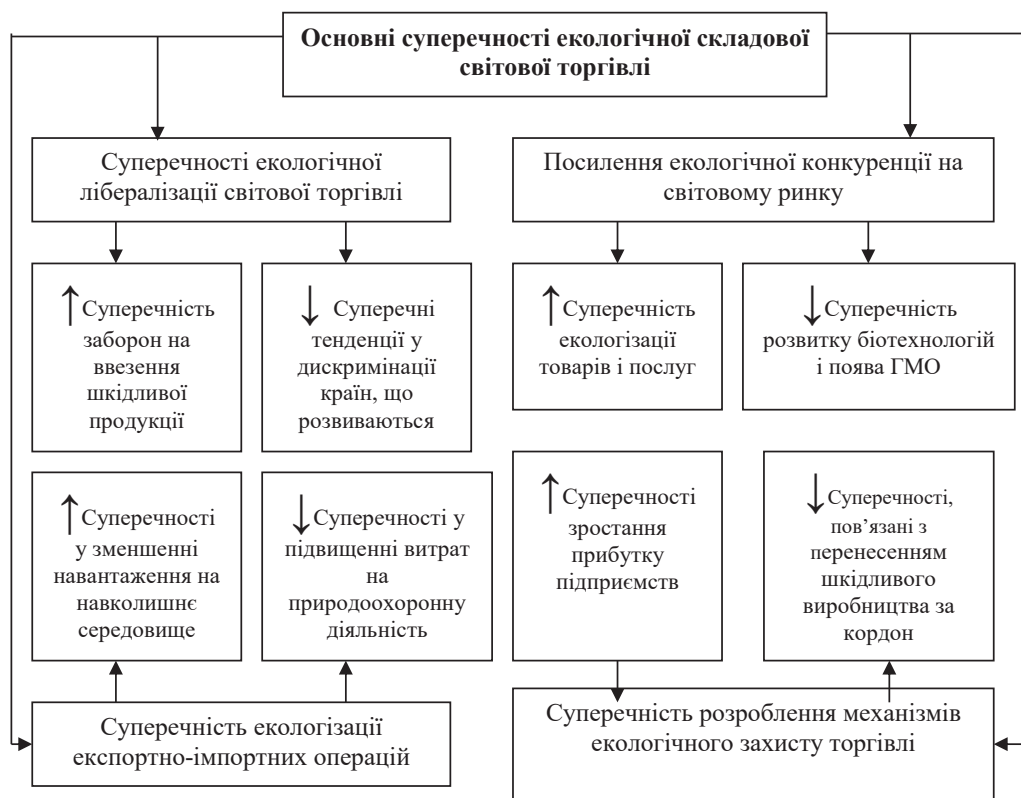 Основні суперечності екологічної складової
світової торгівлі
Суперечності екологічної
лібералізації світової торгівлі
Посилення екологічної конкуренції на
світовому ринку
↑ Суперечність
заборон на
ввезення
шкідливої
продукції
↓ Суперечні
тенденції у
дискримінації
країн, що
розвиваються
↑ Суперечність
екологізації
товарів і послуг
↓ Суперечність
розвитку біотехнологій
і поява ГМО
↑ Суперечності
у зменшенні
навантаження на
навколишнє
середовище
↓ Суперечності у
підвищенні витрат
на
природоохоронну
діяльність
↑ Суперечності
зростання
прибутку
підприємств
↓ Суперечності,
пов’язані з
перенесенням
шкідливого
виробництва за
кордон
Суперечність екологізації
експортно-імпортних операцій
Суперечність розроблення механізмів
екологічного захисту торгівлі